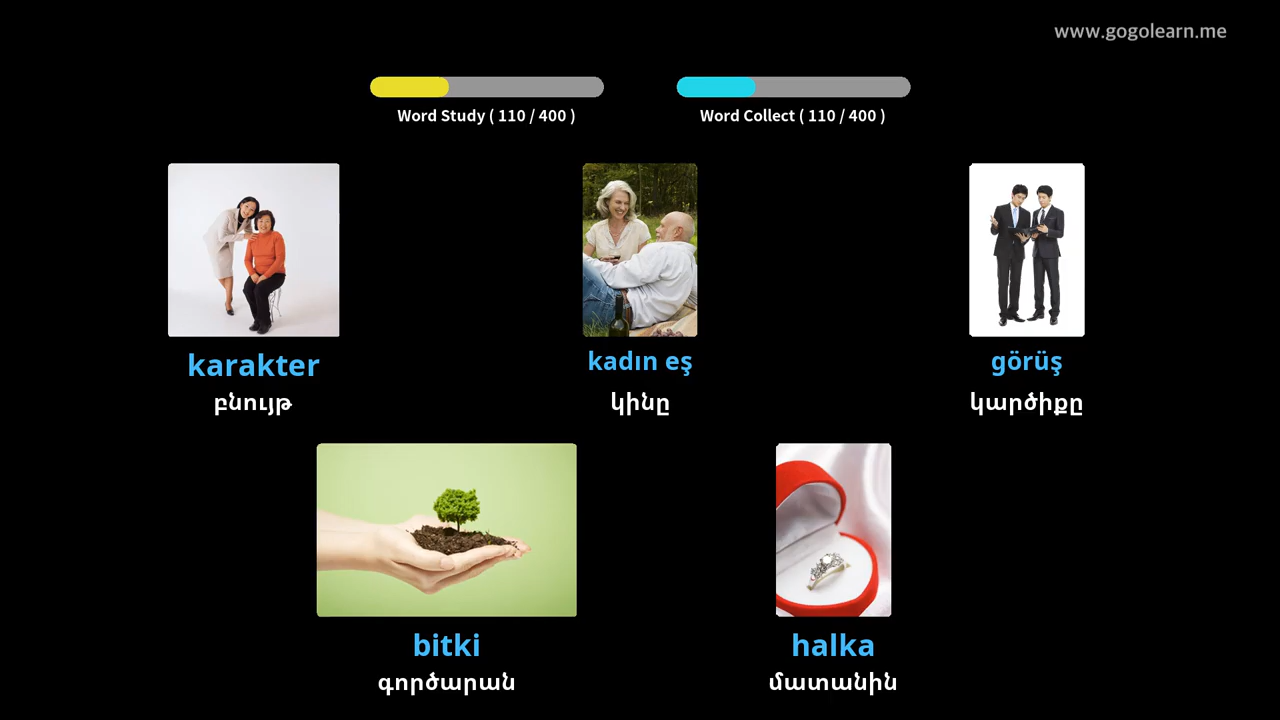 www.gogolearn.me
Word Study ( 110 / 400 )
Word Collect ( 110 / 400 )
karakter
բնույթ
kadın eş
կինը
görüş
կարծիքը
bitki
գործարան
halka
մատանին